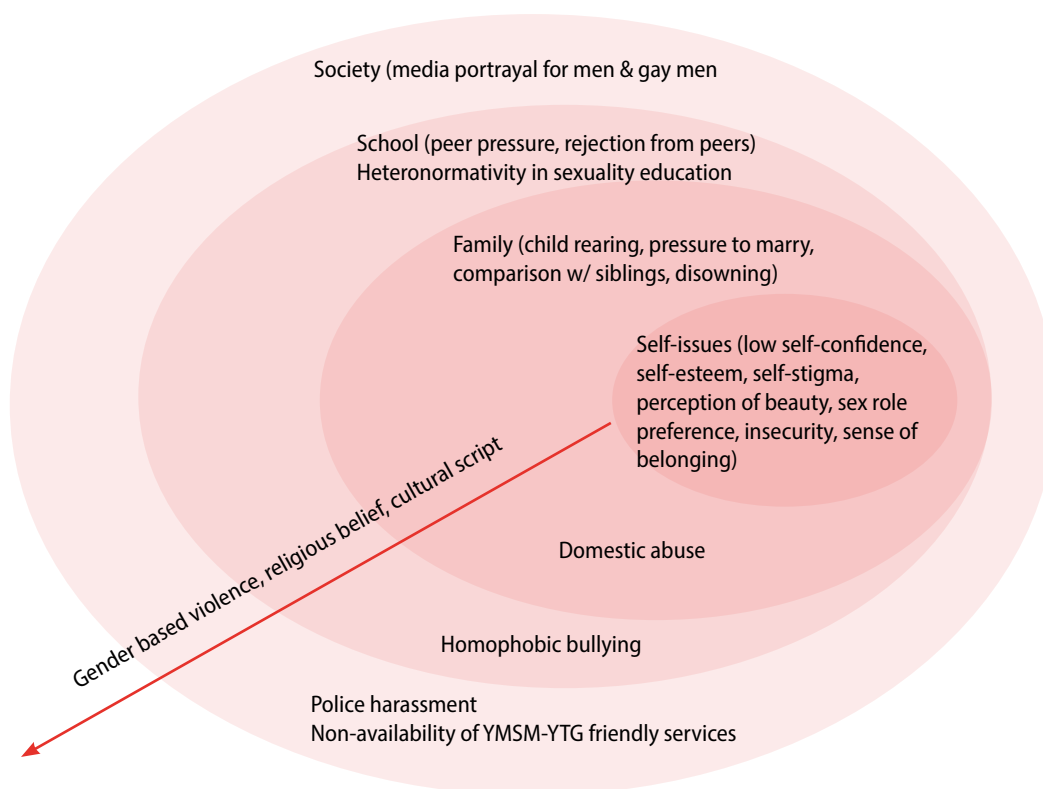 Society (media portrayal for men & gay men
School (peer pressure, rejection from peers)
Heteronormativity in sexuality education
Family (child rearing, pressure to marry,
comparison w/ siblings, disowning)
Self-issues (low self-confidence,
self-esteem, self-stigma,
perception of beauty, sex role
preference, insecurity, sense of
belonging)
Gender based violence, religious belief, cultural script
Domestic abuse
Homophobic bullying
Police harassment
Non-availability of YMSM-YTG friendly services